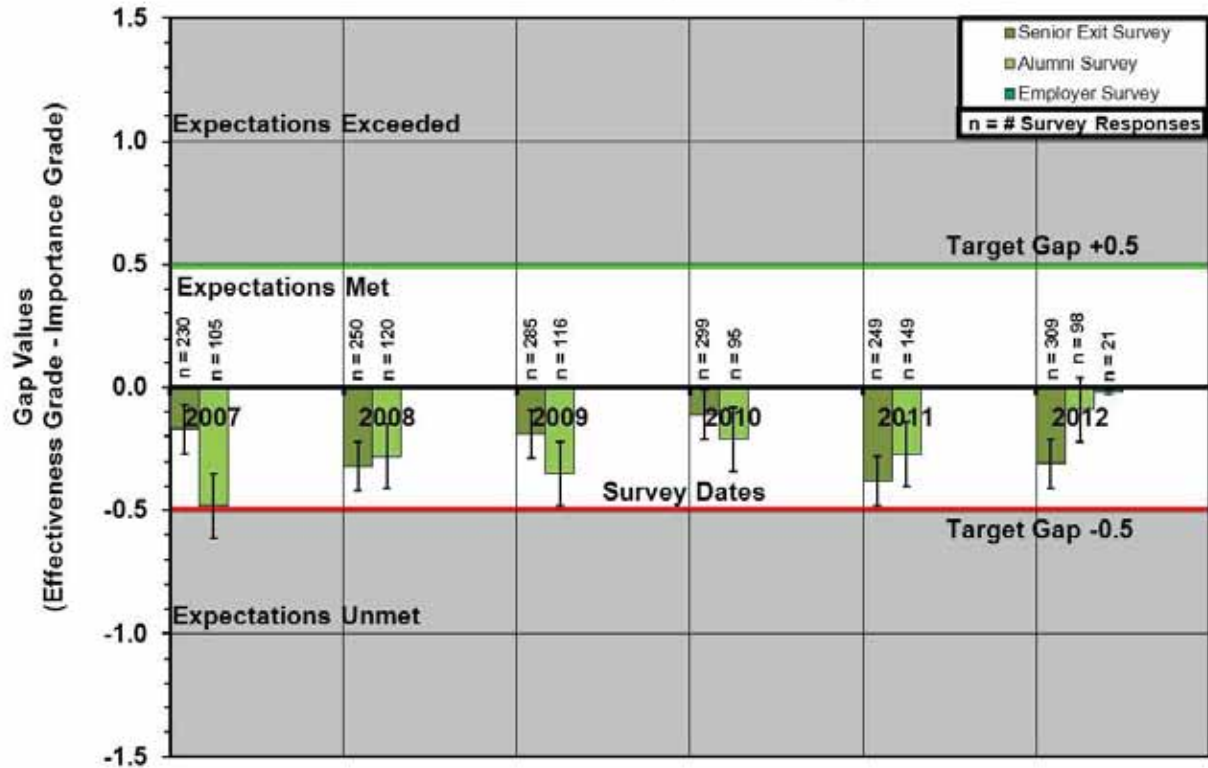 1.5
1.0
0.5
0.0
-0.5
-1.0
-1.5
Gap Values
(Effectiveness Grade - Importance Grade)
Senior Exit Survey
Alumni Survey
Employer Survey
n = # Survey Responses
Expectations Exceeded
Target Gap +0.5
Expectations Met
n = 230
n = 105
n = 250
n = 120
n = 285
n = 116
n = 299
n = 95
n = 249
n = 149
n = 309
n = 98
n = 21
2007
2008
2009
2010
2011
2012
Survey Dates
Target Gap -0.5
Expectations Unmet